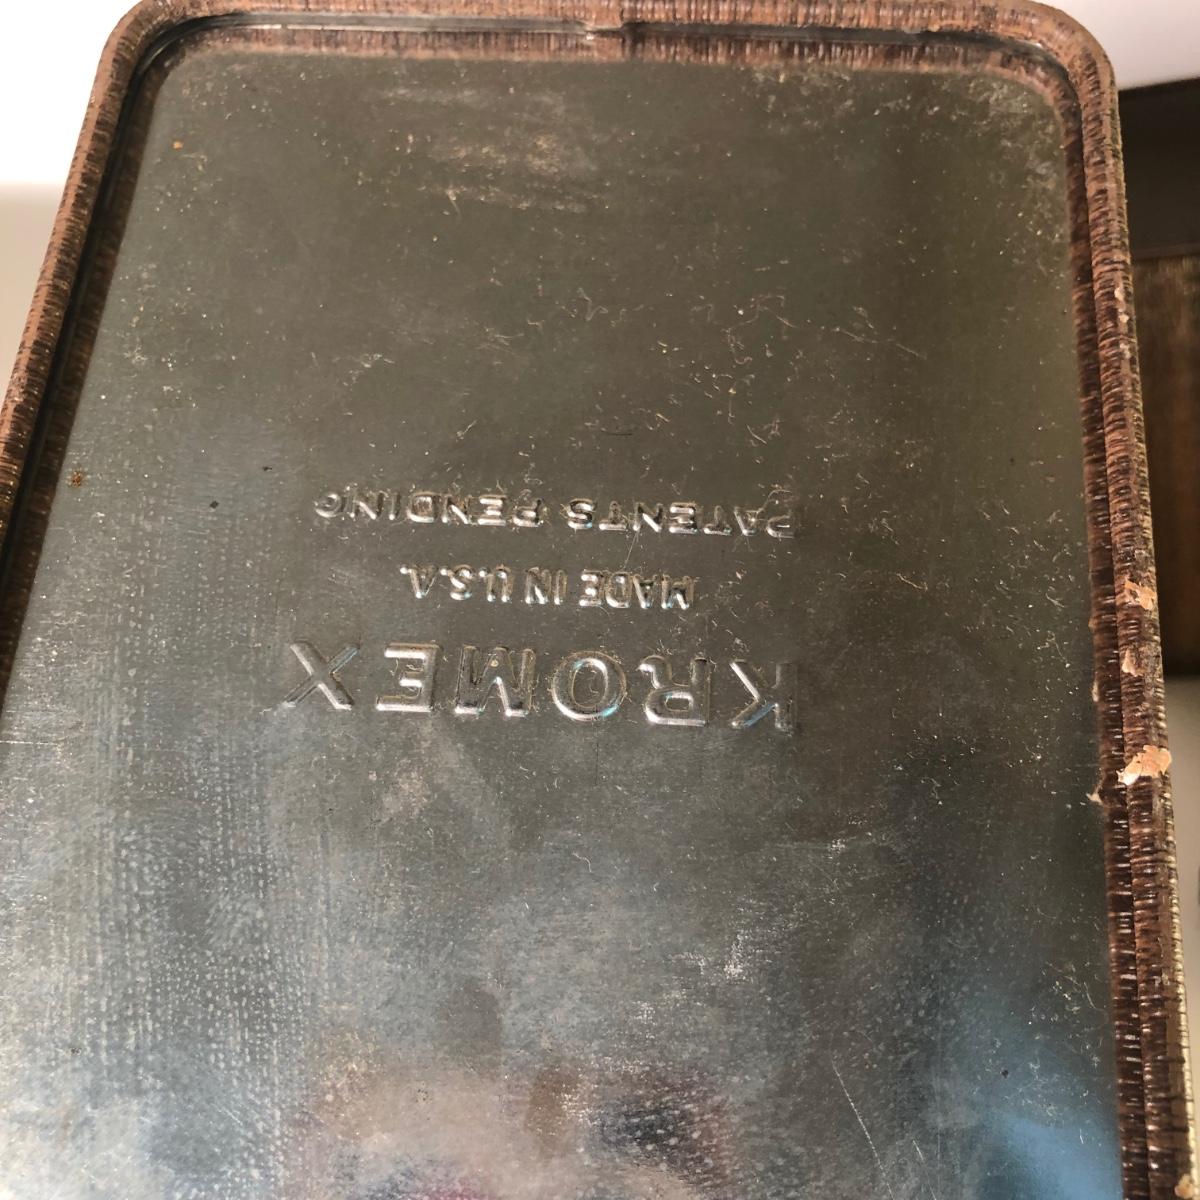 KROMEX
MADE IN U.S.A.
PATENTS PENDING